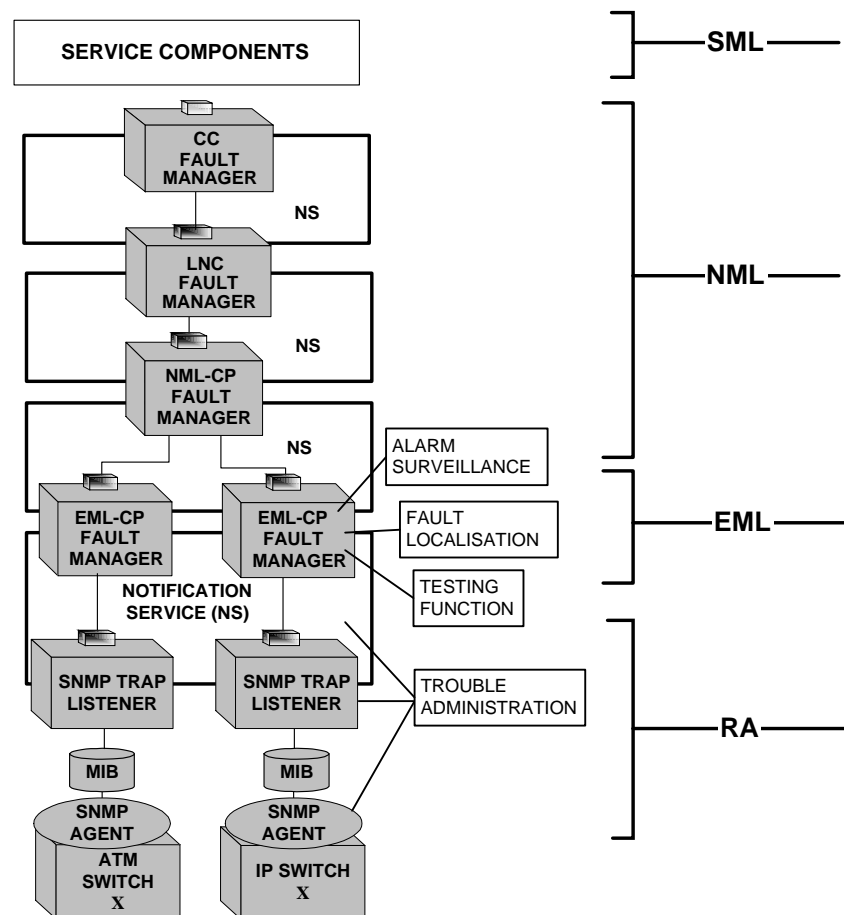 SERVICE COMPONENTS
SML
CC
FAULT
MANAGER
NS
LNC
FAULT
MANAGER
NML
NS
NML-CP
FAULT
MANAGER
NS
ALARM
SURVEILLANCE
EML-CP
FAULT
MANAGER
EML-CP
FAULT
MANAGER
FAULT
LOCALISATION
EML
TESTING
FUNCTION
NOTIFICATION
SERVICE (NS)
SNMP TRAP
LISTENER
SNMP TRAP
LISTENER
TROUBLE
ADMINISTRATION
RA
MIB
MIB
SNMP
AGENT
SNMP
AGENT
ATM
SWITCH
X
IP SWITCH
X